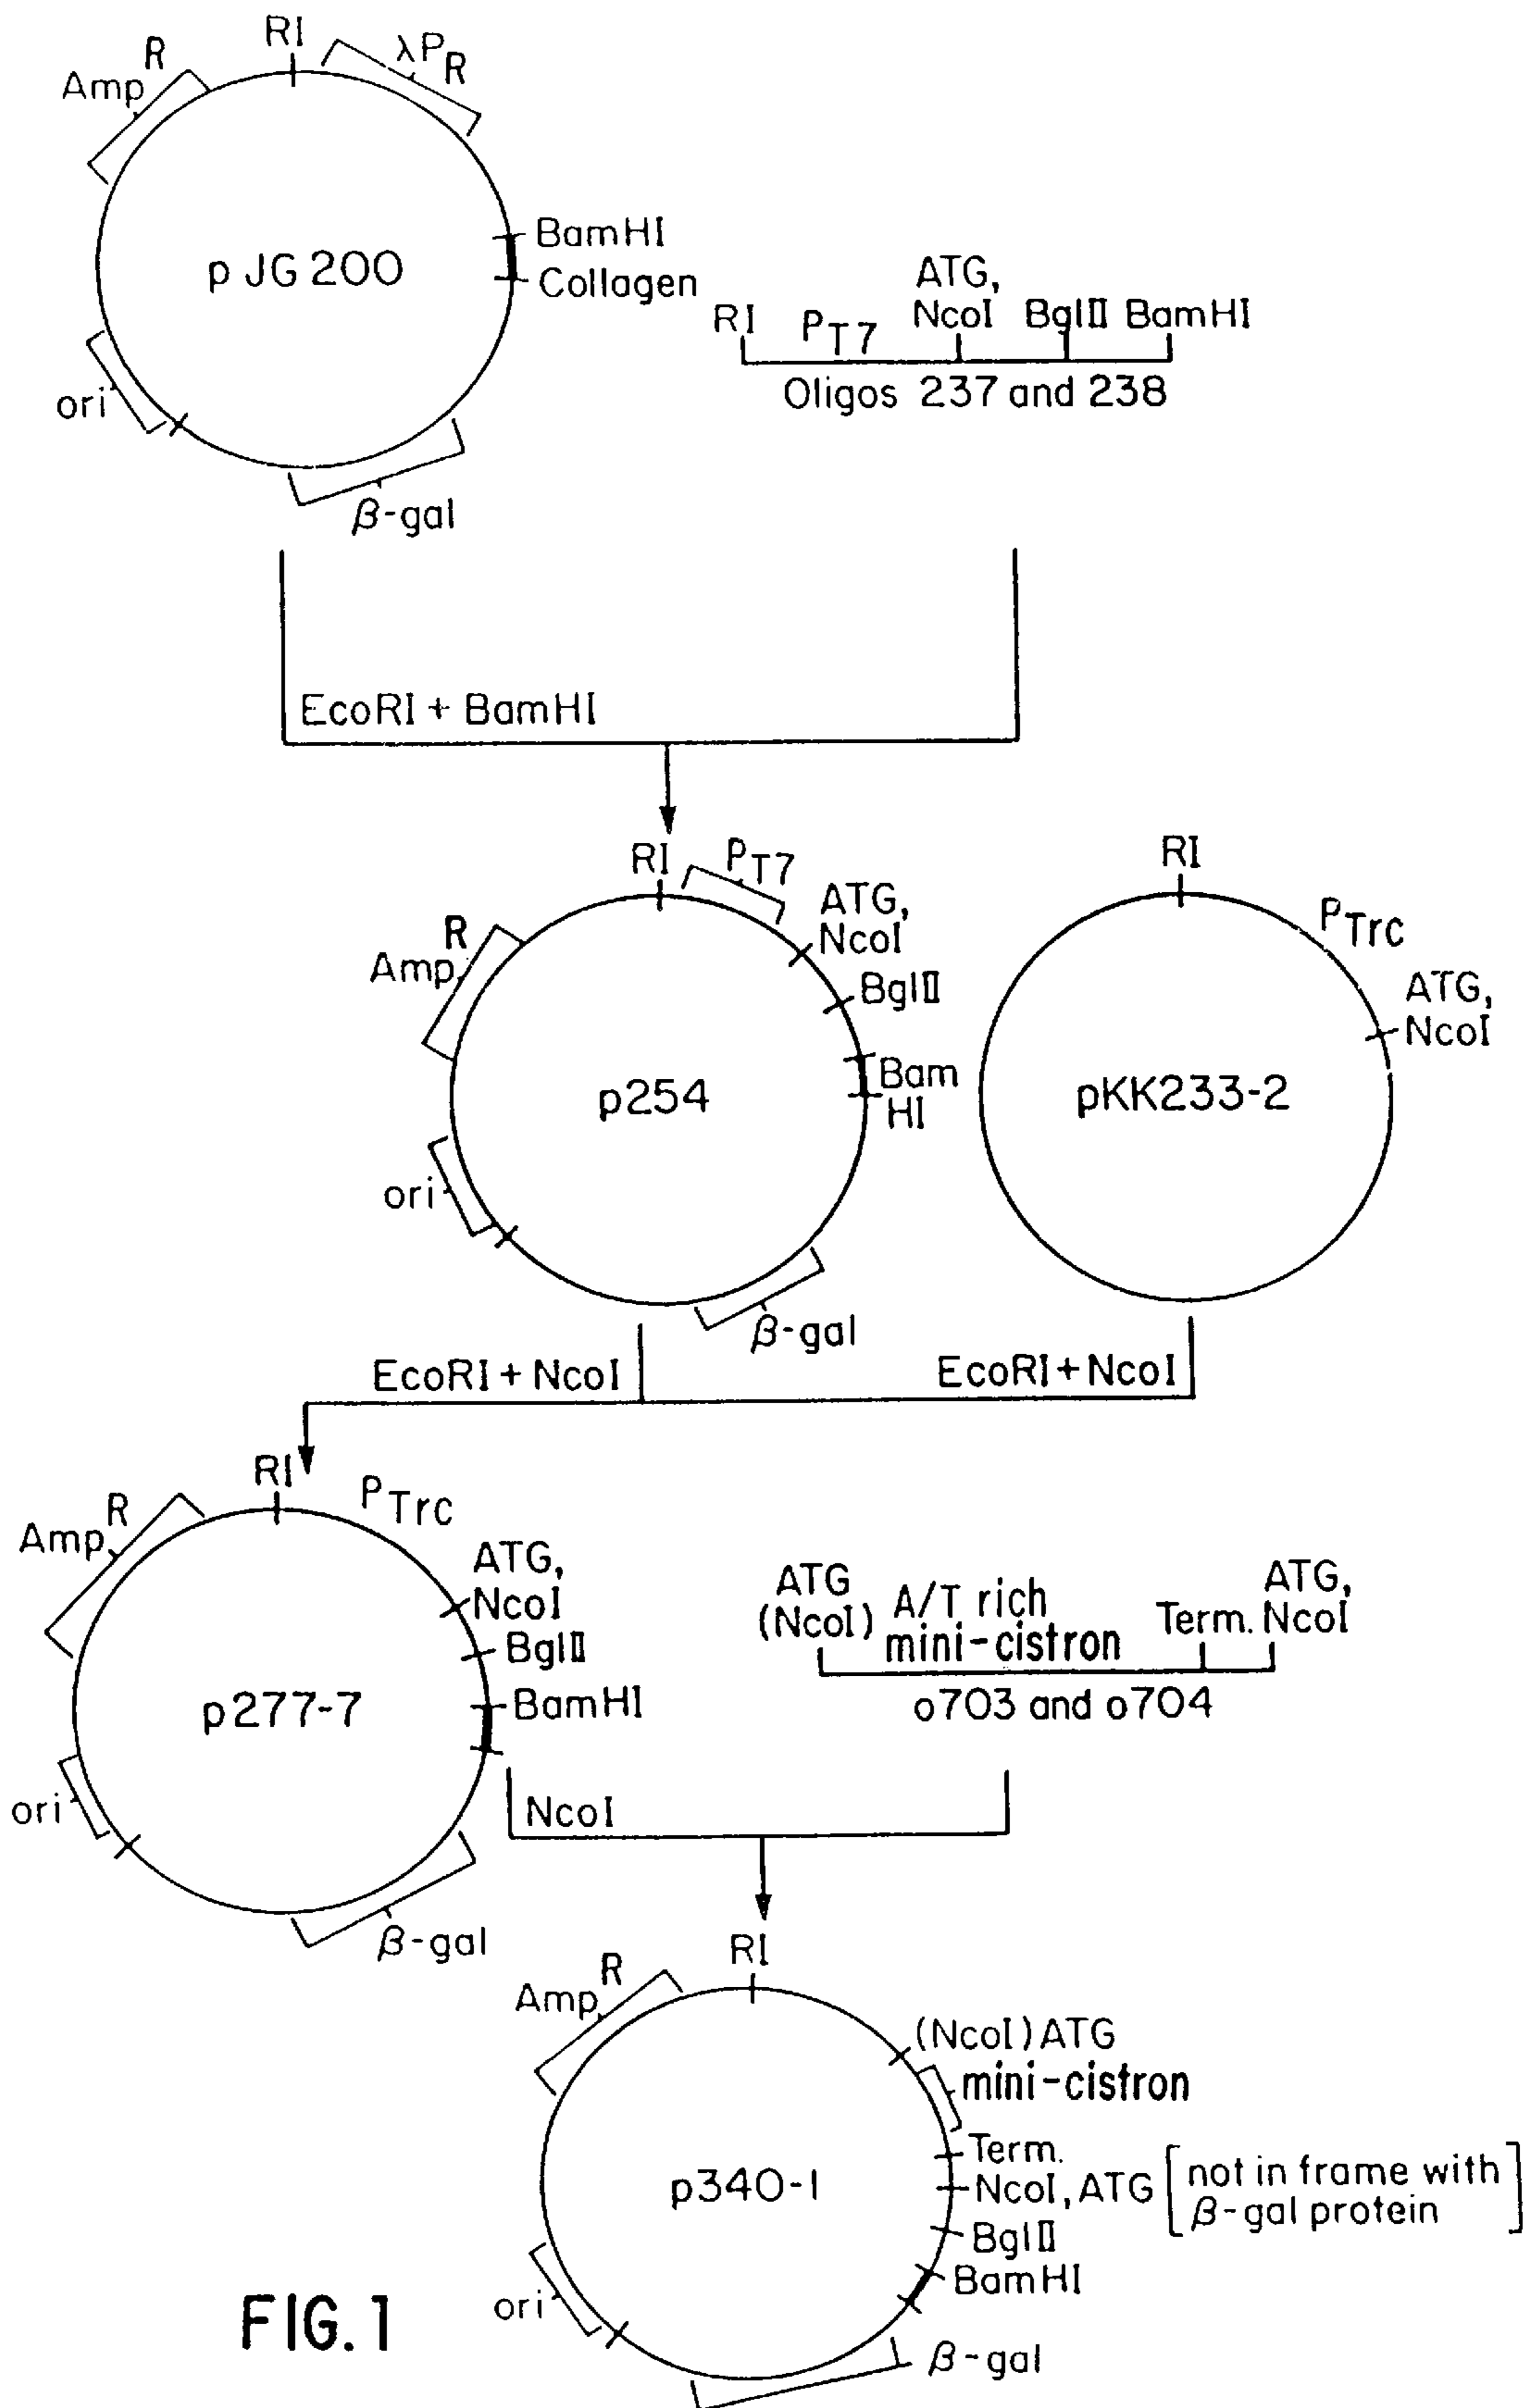 RI
λPR
AmpR
BamHI
Collagen
pJG200
ori
β-gal
ATG,
RI PT7 NcoI BglII BamHI
Oligos 237 and 238
EcoRI + BamHI
RI
PT7
ATG,
NcoI
AmpR
BglII
Bam
HI
p254
ori
β-gal
RI
PTrc
ATG,
NcoI
pKK233-2
EcoRI + NcoI
EcoRI + NcoI
RI
PTrc
AmpR
ATG,
NcoI
BglII
BamHI
p277-7
ori
β-gal
ATG
(NcoI)
A/T rich
mini-cistron
Term.
ATG,
NcoI
o703 and o704
NcoI
RI
AmpR
(NcoI) ATG
mini-cistron
Term.
NcoI, ATG [not in frame with
β-gal protein]
BglII
BamHI
p340-1
ori
β-gal
FIG. 1